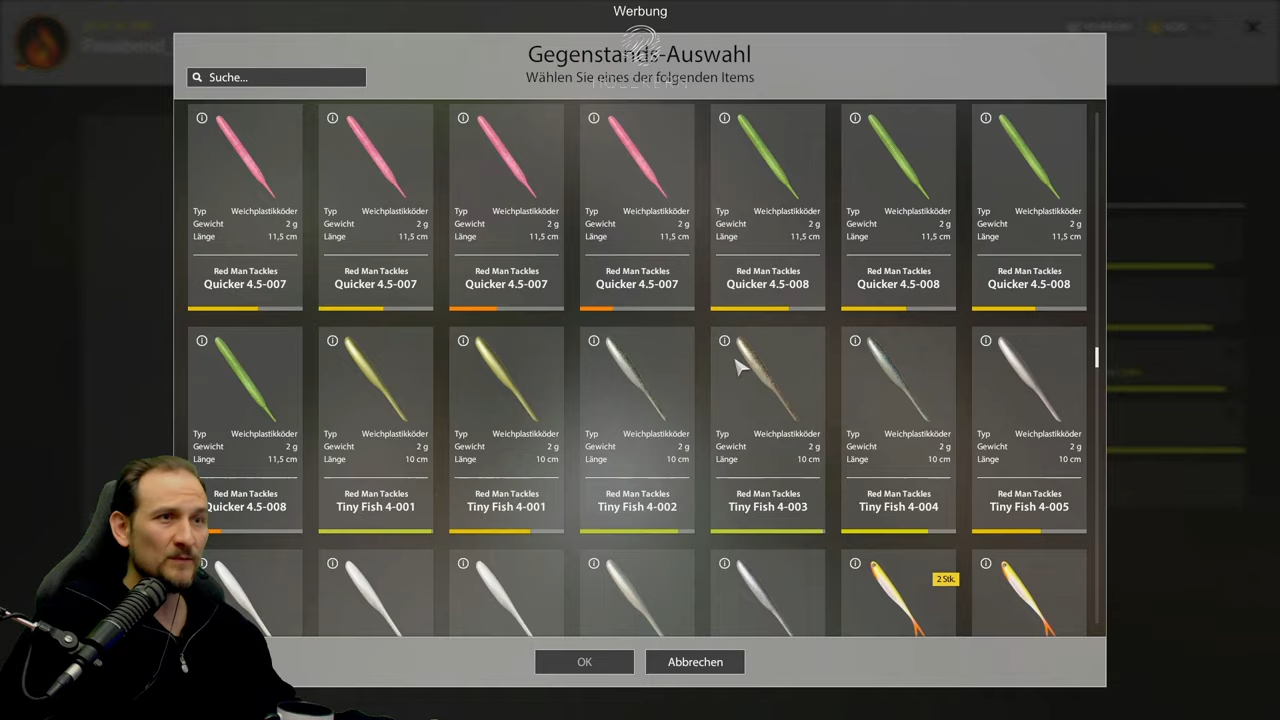 Werbung
Gegenstands-Auswahl
Suche...
Wählen Sie eines der folgenden Items
Typ Weichplastikköder
Gewicht 2 g
Länge 11,5 cm
Red Man Tackles
Quicker 4.5-007
Typ Weichplastikköder
Gewicht 2 g
Länge 11,5 cm
Red Man Tackles
Quicker 4.5-007
Typ Weichplastikköder
Gewicht 2 g
Länge 11,5 cm
Red Man Tackles
Quicker 4.5-007
Typ Weichplastikköder
Gewicht 2 g
Länge 11,5 cm
Red Man Tackles
Quicker 4.5-007
Typ Weichplastikköder
Gewicht 2 g
Länge 11,5 cm
Red Man Tackles
Quicker 4.5-008
Typ Weichplastikköder
Gewicht 2 g
Länge 11,5 cm
Red Man Tackles
Quicker 4.5-008
Typ Weichplastikköder
Gewicht 2 g
Länge 11,5 cm
Red Man Tackles
Quicker 4.5-008
Typ Weichplastikköder
Gewicht 2 g
Länge 11,5 cm
Red Man Tackles
Quicker 4.5-008
Typ Weichplastikköder
Gewicht 2 g
Länge 10 cm
Red Man Tackles
Tiny Fish 4-001
Typ Weichplastikköder
Gewicht 2 g
Länge 10 cm
Red Man Tackles
Tiny Fish 4-001
Typ Weichplastikköder
Gewicht 2 g
Länge 10 cm
Red Man Tackles
Tiny Fish 4-002
Typ Weichplastikköder
Gewicht 2 g
Länge 10 cm
Red Man Tackles
Tiny Fish 4-003
Typ Weichplastikköder
Gewicht 2 g
Länge 10 cm
Red Man Tackles
Tiny Fish 4-004
Typ Weichplastikköder
Gewicht 2 g
Länge 10 cm
Red Man Tackles
Tiny Fish 4-005
2 Stk.
OK
Abbrechen